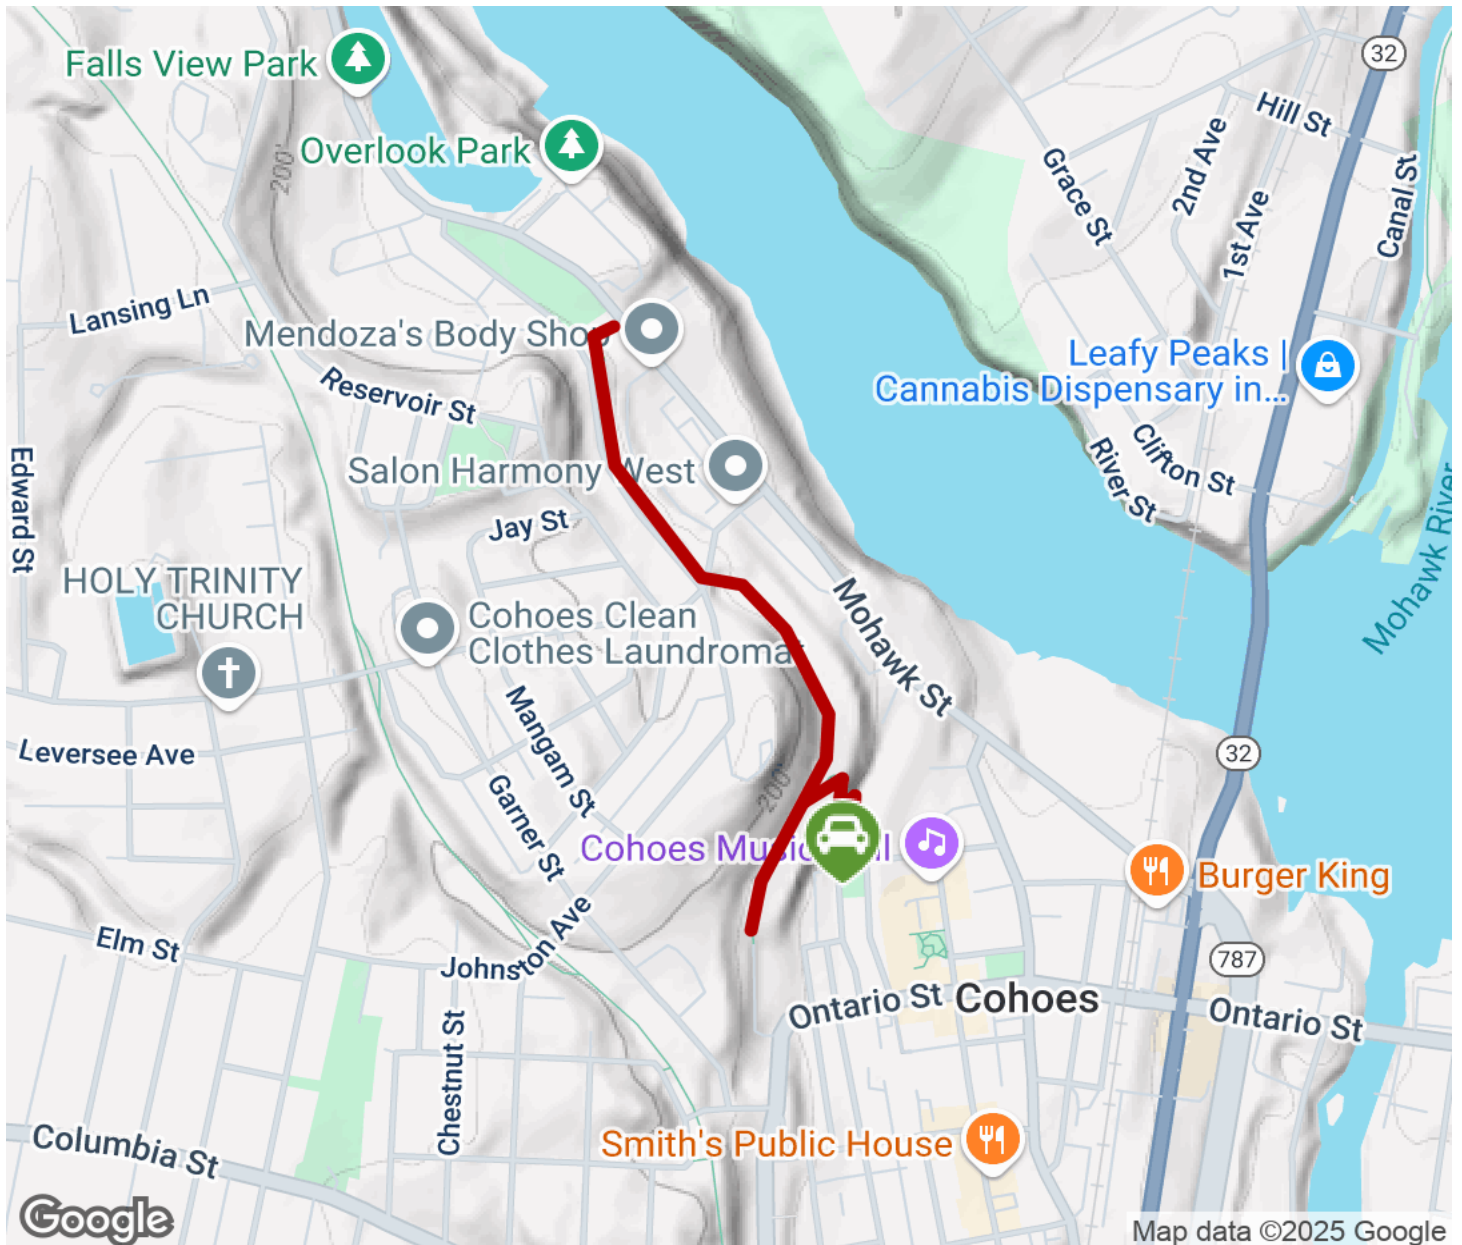 32
Falls View Park
Hill St
Overlook Park
200'
2nd Ave
Grace St
Canal St
1st Ave
Lansing Ln
Mendoza's Body Sho
Leafy Peaks |
Cannabis Dispensary in...
Reservoir St
Clifton St
River St
Edward St
Salon Harmony West
Jay St
Mohawk River
HOLY TRINITY
CHURCH
Cohoes Clean
Clothes Laundromat
Mohawk St
Mangam St
Leversee Ave
32
200'
Garner St
Cohoes Music Hall
Burger King
Elm St
Johnston Ave
787
Ontario St
Cohoes
Ontario St
Chestnut St
Columbia St
Smith's Public House
Google
Map data ©2025 Google